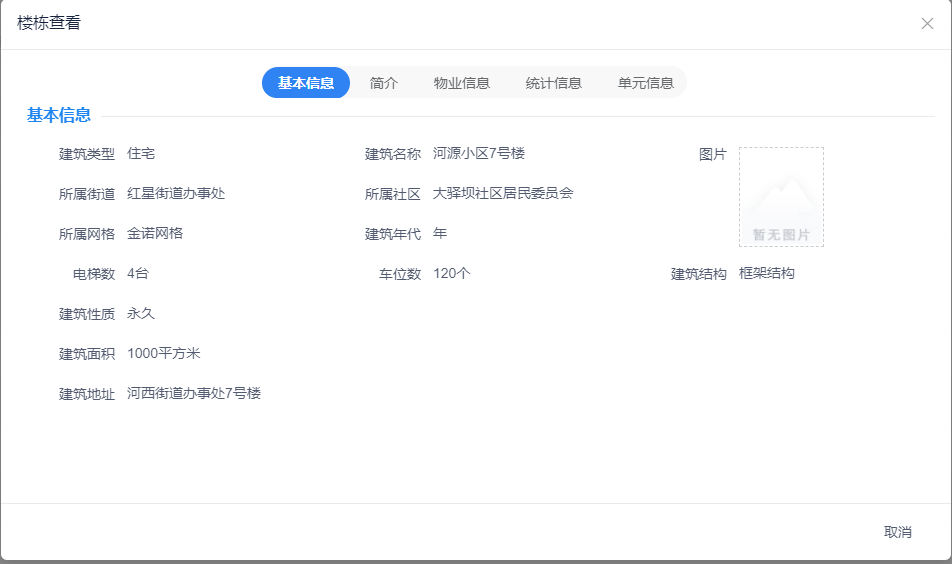 楼栋查看
基本信息 简介 物业信息 统计信息 单元信息
基本信息
建筑类型 住宅 建筑名称 河源小区7号楼 图片
所属街道 红星街道办事处 所属社区 大驿坝社区居民委员会
所属网格 金诺网格 建筑年代 年 暂无图片
电梯数 4台 车位数 120个 建筑结构 框架结构
建筑性质 永久
建筑面积 1000平方米
建筑地址 河西街道办事处7号楼
取消